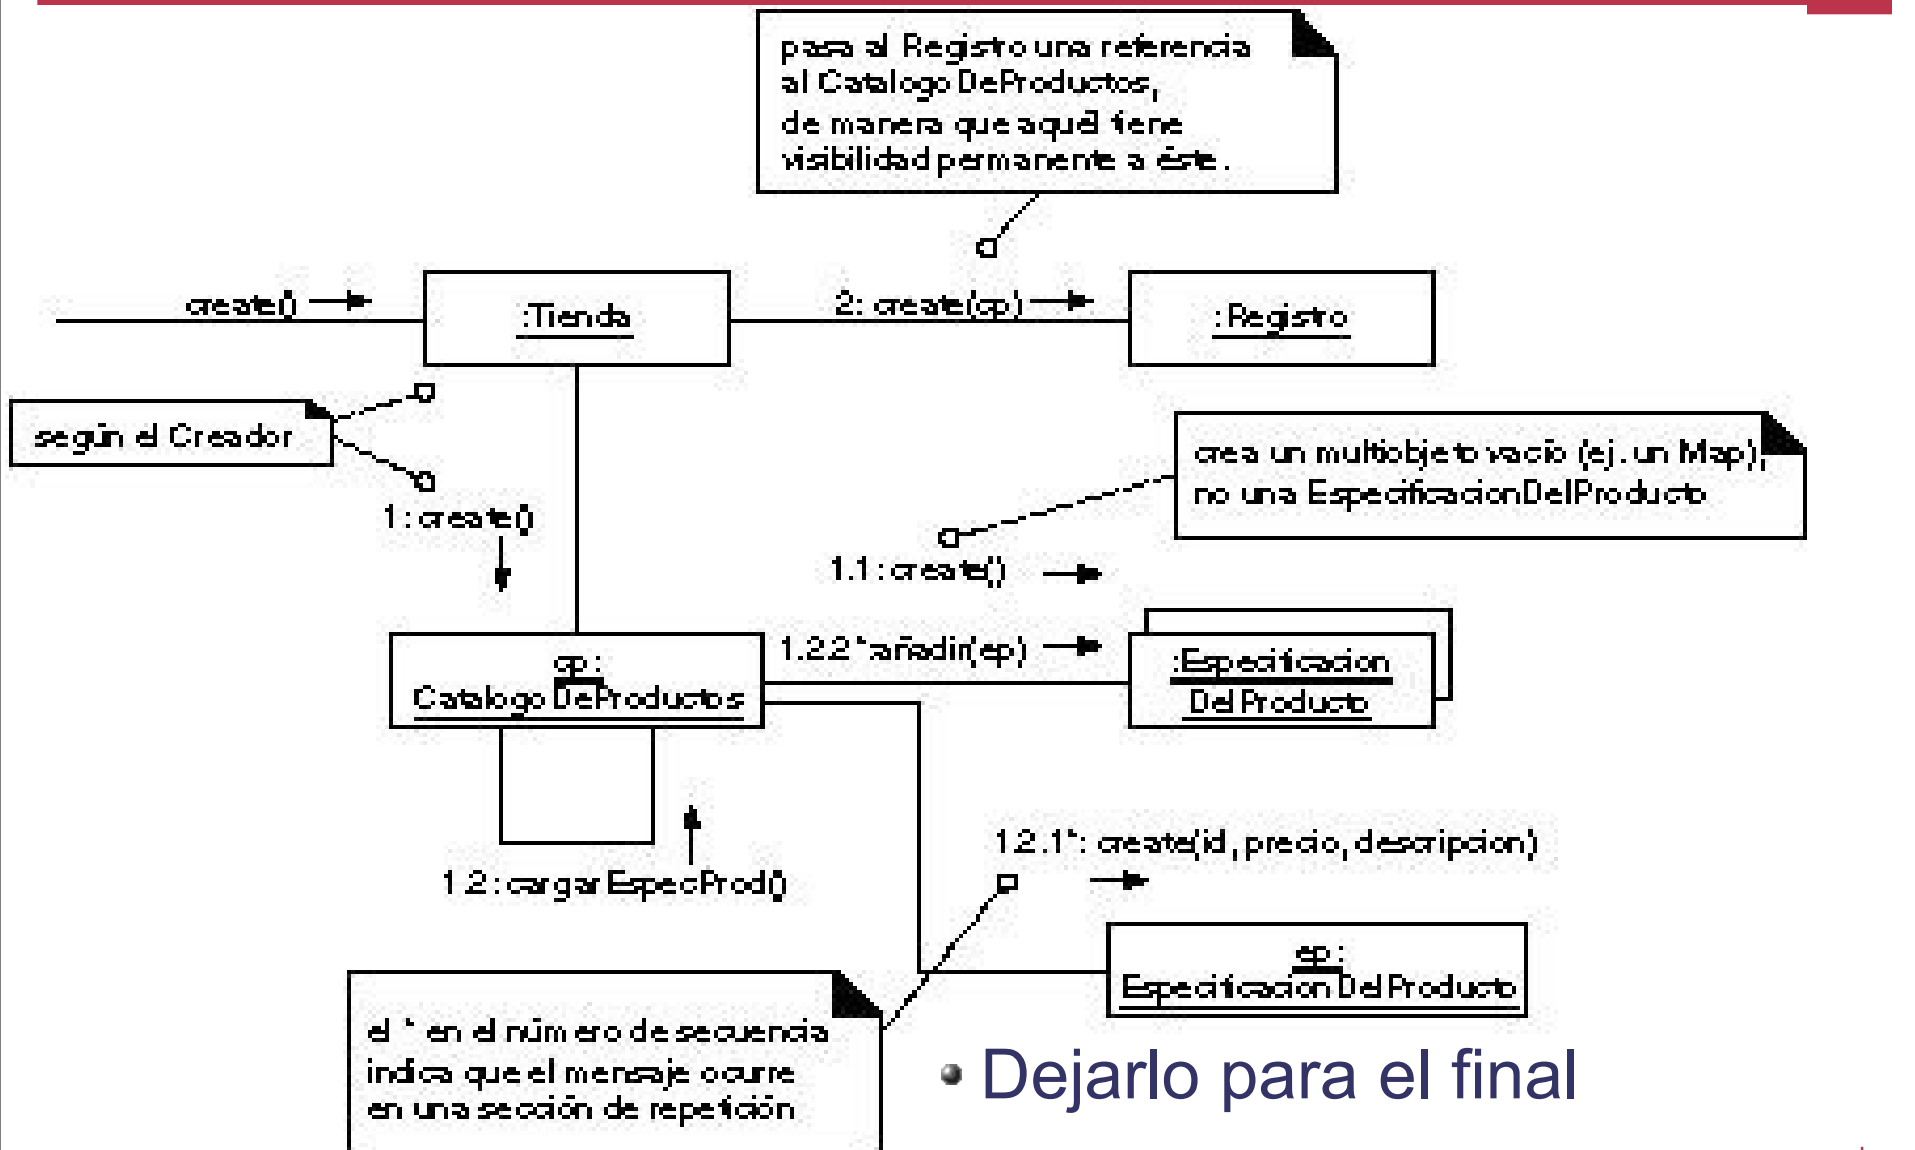 pasa al Registro una referencia
al CatalogoDeProductos,
de manera que aquél tiene
visibilidad permanente a éste.
create()
:Tienda
2: create(cp)
:Registro
según el Creador
1: create()
crea un multiobjeto vacío (ej. un Map),
no una EspecificacionDelProducto
1.1: create()
cp:
CatalogoDeProductos
1.2.2*:añadir(ep)
:Especificacion
DelProducto
1.2: cargarEspecProd()
1.2.1*: create(id, precio, descripcion)
ep:
EspecificacionDelProducto
el * en el número de secuencia
indica que el mensaje ocurre
en una sección de repetición
Dejarlo para el final